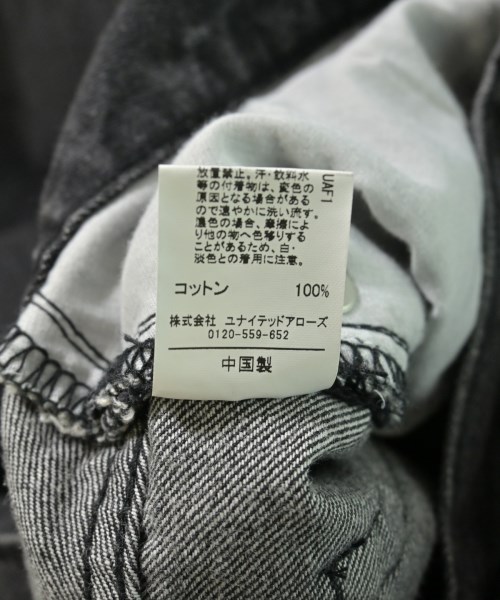 放置禁止。汗・飲料水
等の付着物は、変色の
原因となる場合がある
ので速やかに洗い流す。
濃色の場合、摩擦によ
り他の物へ色移りする
ことがあるため、白・
淡色との着用に注意。
UAF1
コットン 100%
株式会社 ユナイテッドアローズ
0120-559-652
中国製